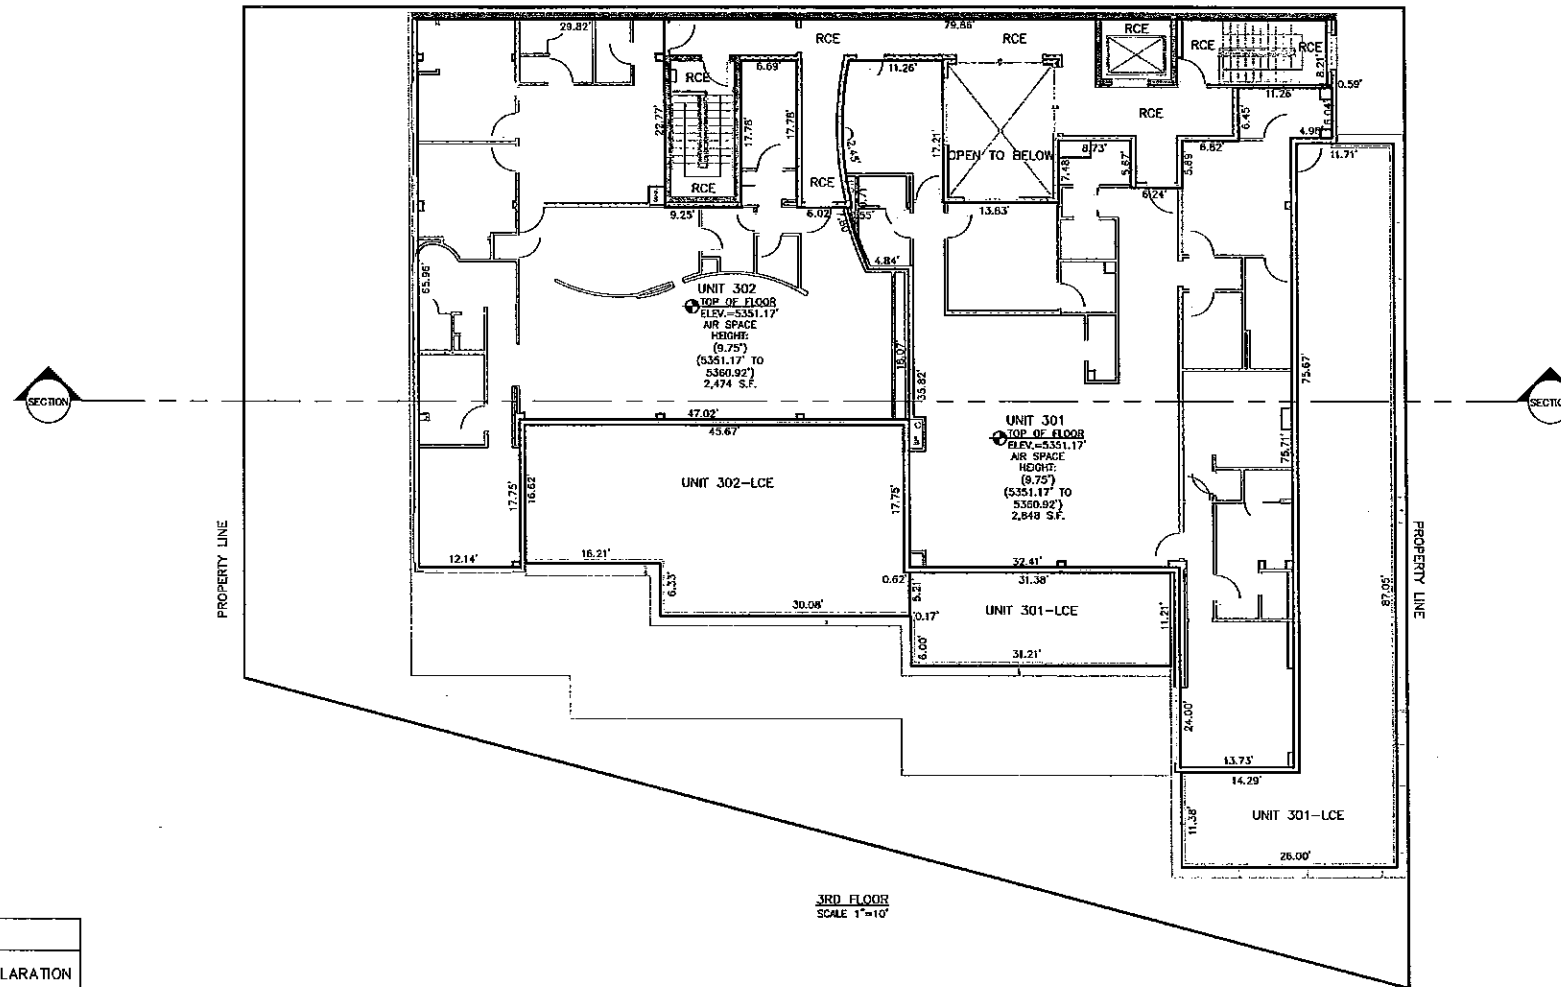 29.82'
79.86'
RCE
RCE
RCE
RCE
RCE
8.21'
0.59'
RCE
6.69'
11.26'
11.26'
22.77'
17.78'
17.78'
2.45'
17.21'
RCE
6.45'
6.04'
4.98'
6.82'
11.71'
OPEN TO BELOW
8.73'
7.48'
5.67'
5.89'
RCE
RCE
9.25'
6.02'
13.63'
6.24'
4.84'
65.96'
UNIT 302
TOP OF FLOOR
ELEV.=5351.17'
AIR SPACE
HEIGHT:
(9.75')
(5351.17' TO
5360.92')
2,474 S.F.
16.07'
35.82'
75.67'
SECTION
47.02'
45.67'
UNIT 301
TOP OF FLOOR
ELEV.=5351.17'
AIR SPACE
HEIGHT:
(9.75')
(5351.17' TO
5360.92')
2,848 S.F.
75.71'
UNIT 302-LCE
17.75'
16.62'
17.75'
PROPERTY LINE
PROPERTY LINE
12.14'
16.21'
6.33'
30.08'
0.62'
5.21'
32.41'
31.38'
UNIT 301-LCE
0.17'
6.00'
11.21'
31.21'
87.05'
24.00'
13.73'
14.29'
UNIT 301-LCE
11.38'
26.00'
3RD FLOOR
SCALE 1"=10'
LARATION